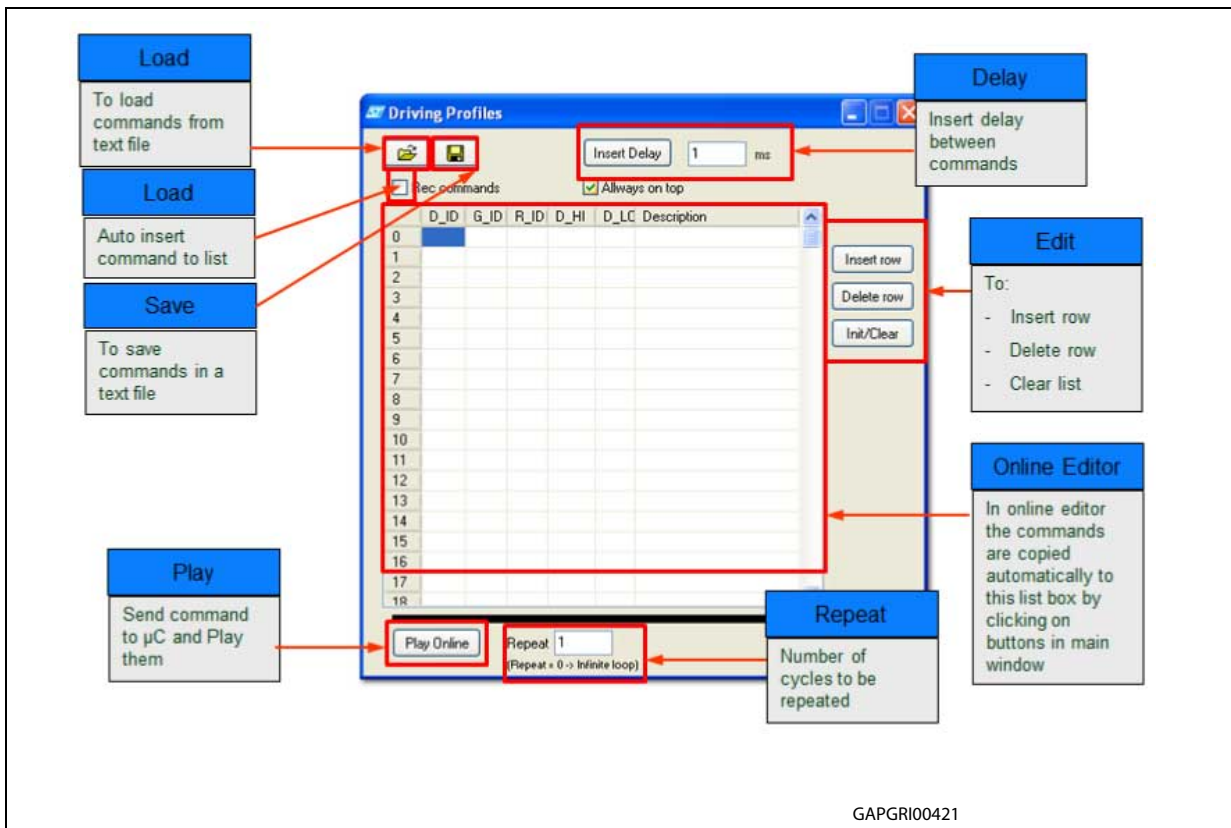 Load
To load
commands from
text file
Load
Auto insert
command to list
Save
To save
commands in a
text file
Play
Send command
to µC and Play
them
Driving Profiles
Insert Delay 1 ms
Rec commands Allways on top
D_ID G_ID R_ID D_HI D_LC Description
0
1
2
3
4
5
6
7
8
9
10
11
12
13
14
15
16
17
18
Insert row
Delete row
Init/Clear
Play Online Repeat 1
(Repeat = 0 -> Infinite loop)
Delay
Insert delay
between
commands
Edit
To:
- Insert row
- Delete row
- Clear list
Online Editor
In online editor
the commands
are copied
automatically to
this list box by
clicking on
buttons in main
window
Repeat
Number of
cycles to be
repeated
GAPGRI00421